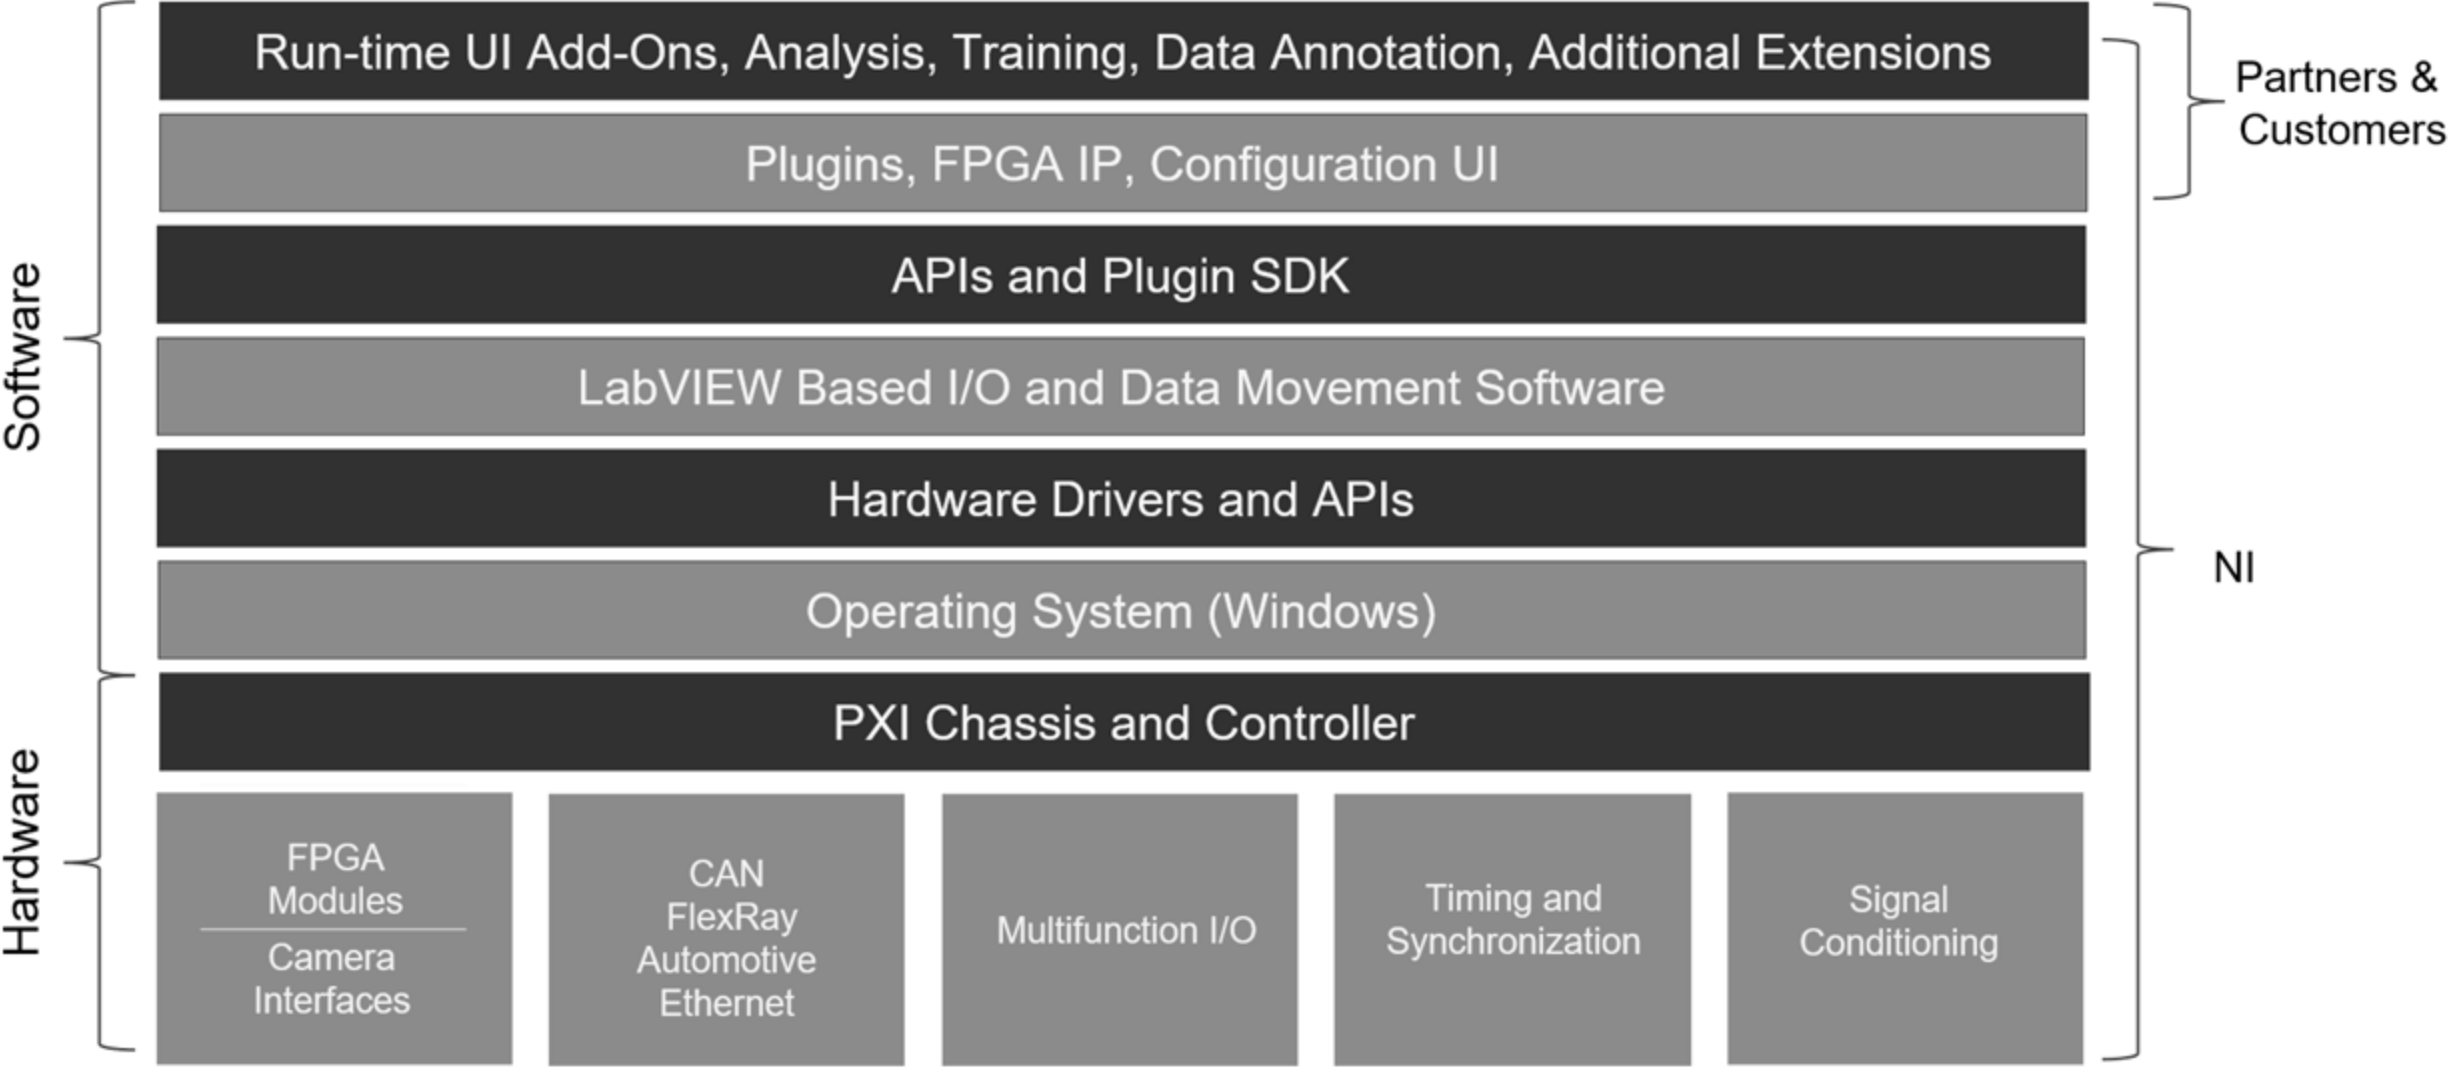 Run-time UI Add-Ons, Analysis, Training, Data Annotation, Additional Extensions
Plugins, FPGA IP, Configuration UI
APIs and Plugin SDK
LabVIEW Based I/O and Data Movement Software
Hardware Drivers and APIs
Operating System (Windows)
PXI Chassis and Controller
FPGA
Modules
Camera
Interfaces
CAN
FlexRay
Automotive
Ethernet
Multifunction I/O
Timing and
Synchronization
Signal
Conditioning
Software
Hardware
Partners &
Customers
NI